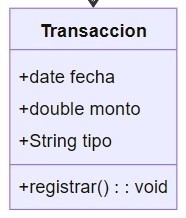 Transaccion
+date fecha
+double monto
+String tipo
+registrar() : : void